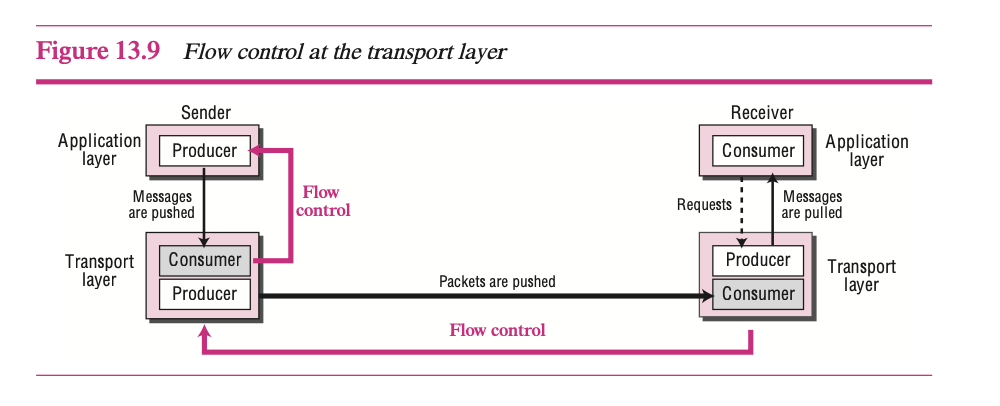 Figure 13.9 Flow control at the transport layer
Sender
Receiver
Application
layer
Producer
Consumer
Application
layer
Messages
are pushed
Flow
control
Requests
Messages
are pulled
Transport
layer
Consumer
Producer
Packets are pushed
Producer
Consumer
Transport
layer
Flow control